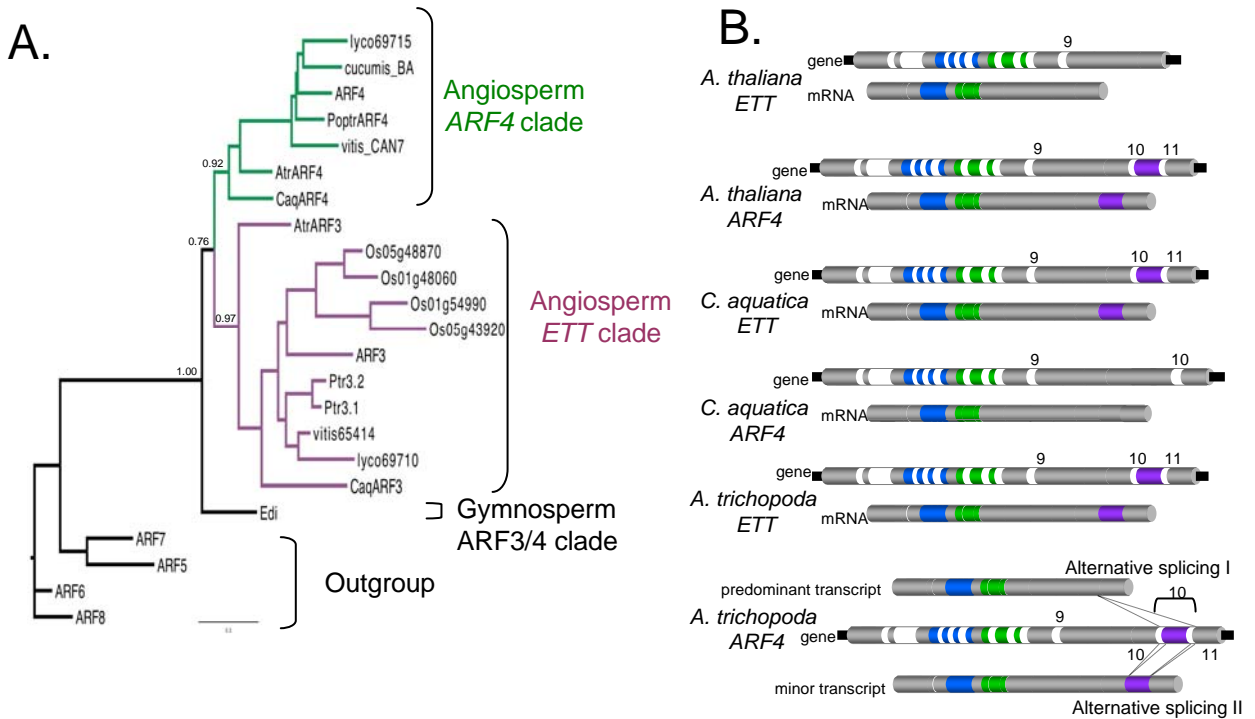 A.
lyco69715
cucumis_BA
ARF4
PoptrARF4
vitis_CAN7
AtrARF4
CaqARF4
0.92
Angiosperm
ARF4 clade
0.76
AtrARF3
Os05g48870
Os01g48060
Os01g54990
Os05g43920
ARF3
Ptr3.2
Ptr3.1
vitis65414
lyco69710
CaqARF3
0.97
Angiosperm
ETT clade
1.00
Edi
Gymnosperm
ARF3/4 clade
ARF7
ARF5
ARF6
ARF8
Outgroup
B.
9
gene
A. thaliana
ETT
mRNA
9 10 11
gene
A. thaliana
ARF4
mRNA
9 10 11
gene
C. aquatica
ETT
mRNA
9 10
gene
C. aquatica
ARF4
mRNA
9 10 11
gene
A. trichopoda
ETT
mRNA
Alternative splicing I
predominant transcript
10
9
A. trichopoda
ARF4
gene
10 11
minor transcript
Alternative splicing II